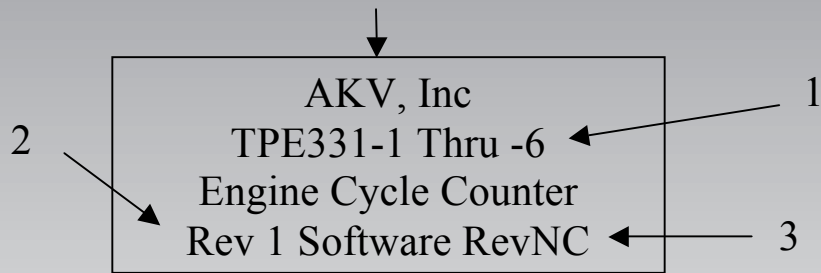 AKV, Inc
1
TPE331-1 Thru -6
2
Engine Cycle Counter
Rev 1 Software RevNC
3